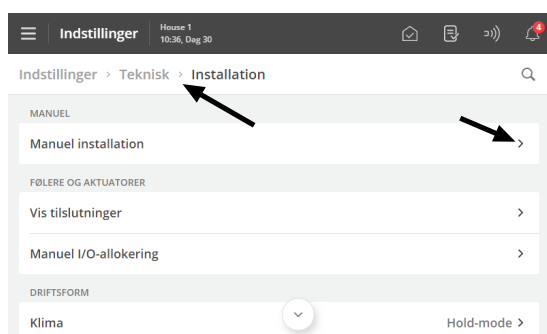 Indstillinger
House 1
10:36, Dag 30
4
Indstillinger > Teknisk > Installation
MANUEL
Manuel installation
FØLERE OG AKTUATORER
Vis tilslutninger
Manuel I/O-allokering
DRIFTSFORM
Klima Hold-mode